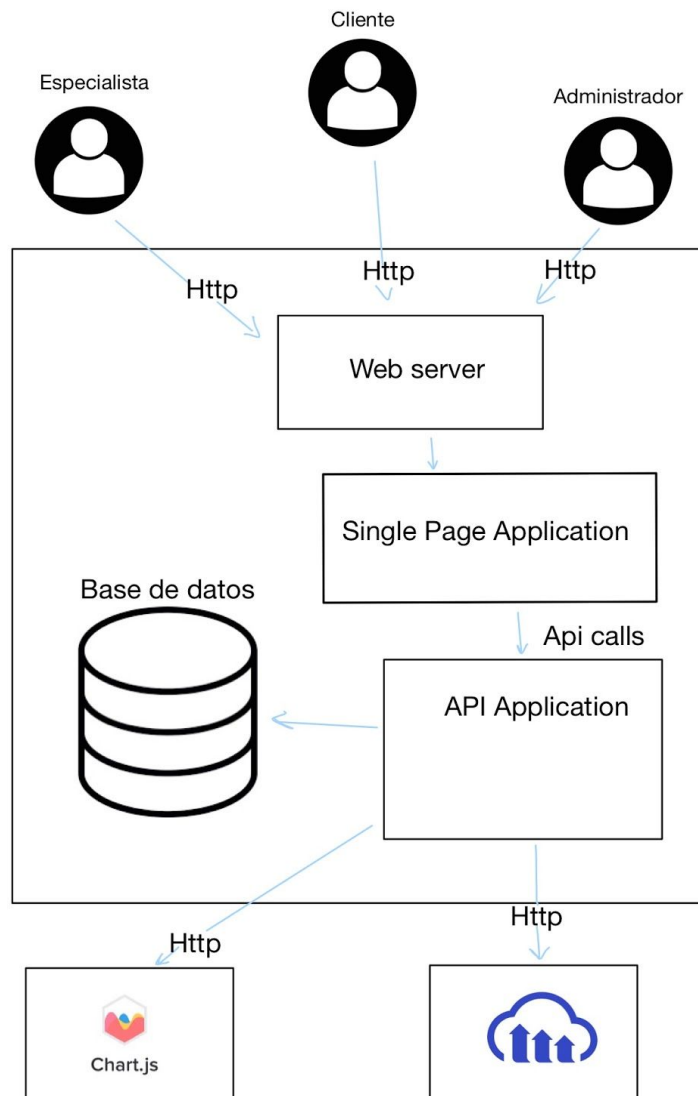 Cliente
Especialista
Administrador
Http
Http
Http
Web server
Single Page Application
Base de datos
Api calls
API Application
Http
Http
Chart.js